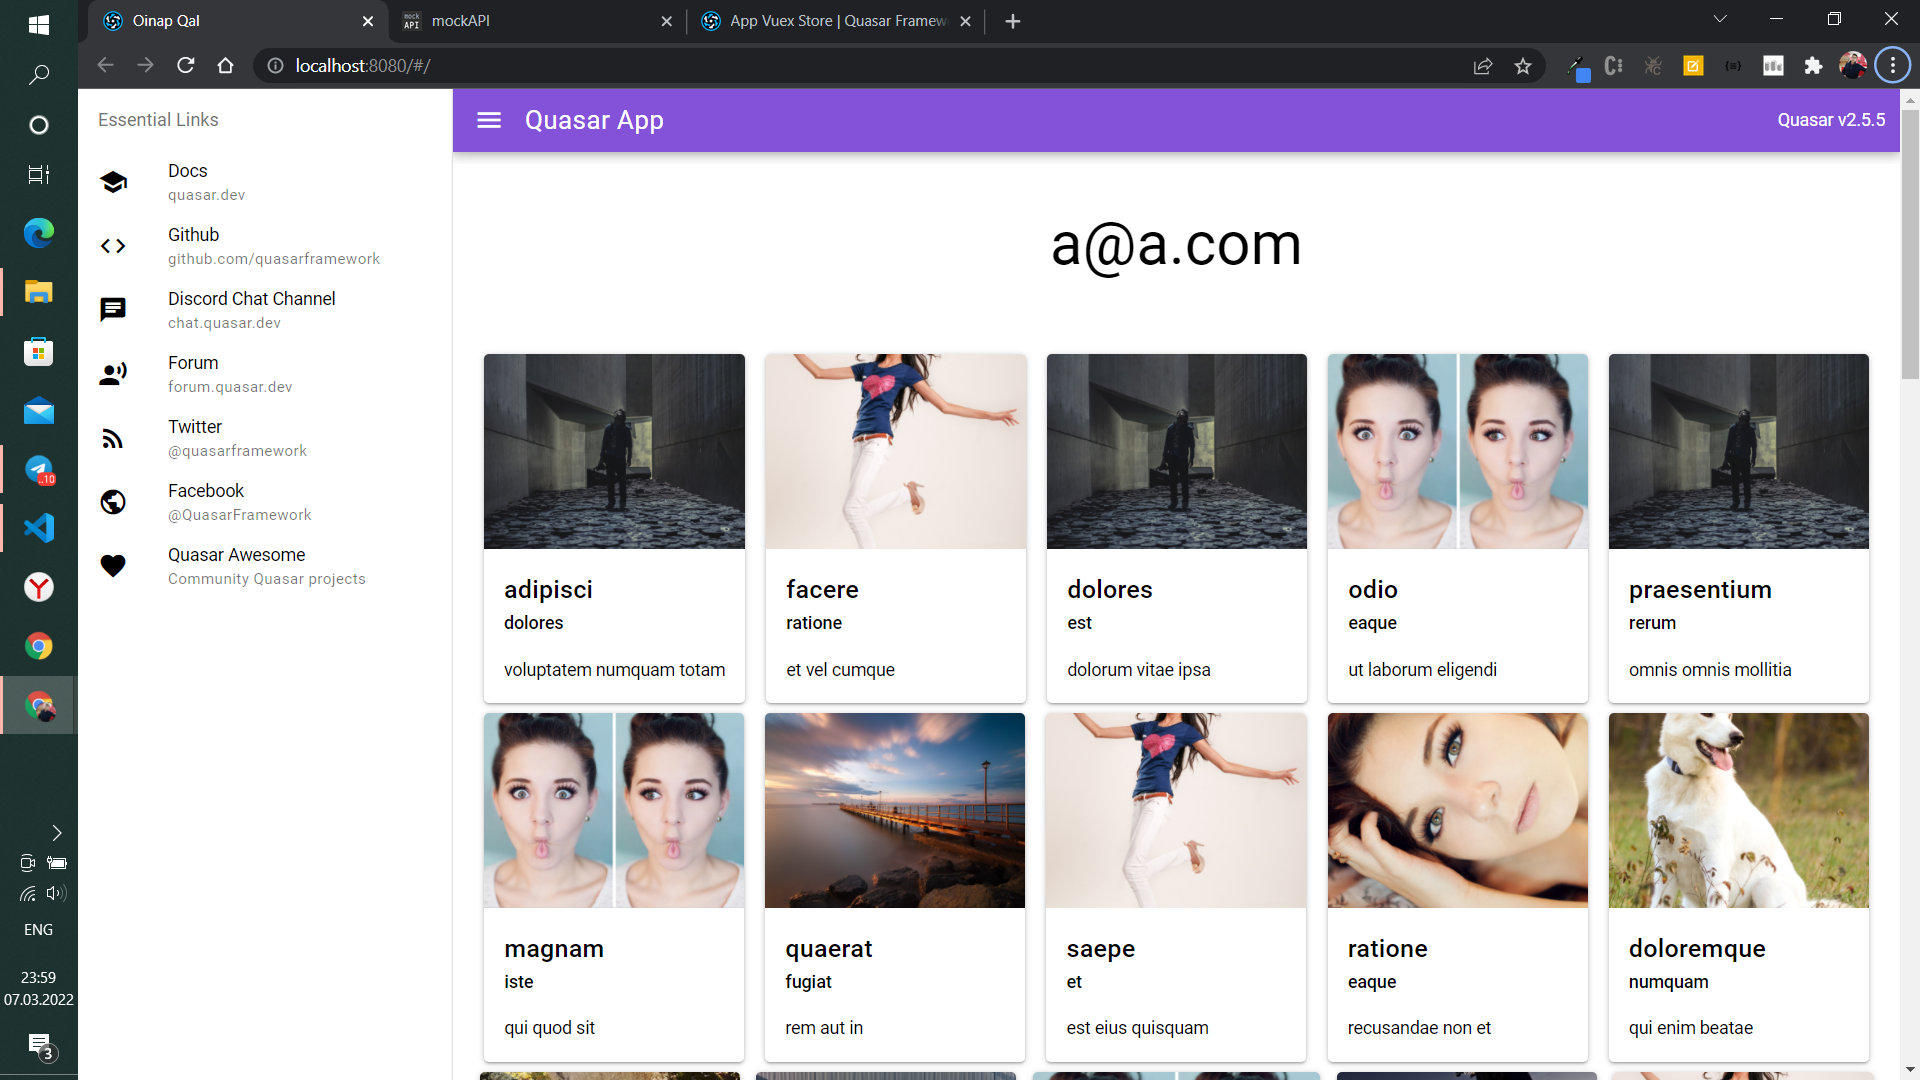 Oinap Qal
mock API
mockAPI
App Vuex Store | Quasar Framew
localhost:8080/#/
Essential Links
Docs
quasar.dev
Github
github.com/quasarframework
Discord Chat Channel
chat.quasar.dev
Forum
forum.quasar.dev
Twitter
@quasarframework
Facebook
@QuasarFramework
Quasar Awesome
Community Quasar projects
Quasar App
Quasar v2.5.5
a@a.com
adipisci
dolores
voluptatem numquam totam
facere
ratione
et vel cumque
dolores
est
dolorum vitae ipsa
odio
eaque
ut laborum eligendi
praesentium
rerum
omnis omnis mollitia
magnam
iste
qui quod sit
quaerat
fugiat
rem aut in
saepe
et
est eius quisquam
ratione
eaque
recusandae non et
doloremque
numquam
qui enim beatae
..10
ENG
23:59
07.03.2022
3